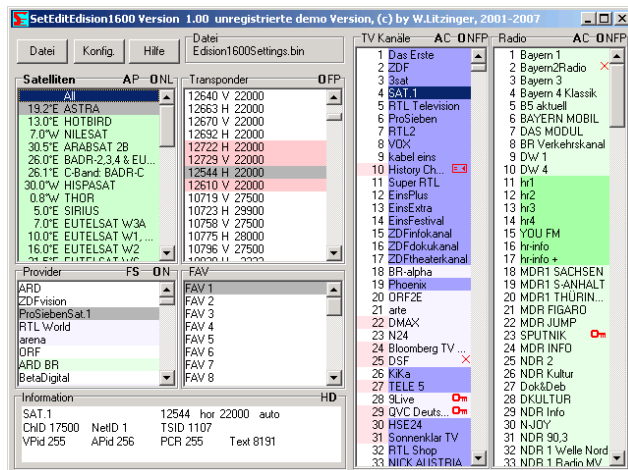 SetEditEdision1600 Version 1.00 unregistrierte demo Version, (c) by W.Litzinger, 2001-2007
Datei
Konfig.
Hilfe
Datei
Edision1600Settings.bin
Satelliten AP ONL
All
19.2°E ASTRA
13.0°E HOTBIRD
7.0°W NILESAT
30.5°E ARABSAT 2B
26.0°E BADR-2,3,4 & EU...
26.1°E C-Band: BADR-C
30.0°W HISPASAT
0.8°W THOR
5.0°E SIRIUS
7.0°E EUTELSAT W3A
10.0°E EUTELSAT W1, ...
16.0°E EUTELSAT W2
Transponder OFP
12640 V 22000
12663 H 22000
12670 V 22000
12692 H 22000
12722 H 22000
12729 V 22000
12544 H 22000
12610 V 22000
10719 V 27500
10723 H 29900
10758 V 27500
10775 H 28000
10796 V 27500
Provider FS ON
ARD
ZDFvision
ProSiebenSat.1
RTL World
arena
ORF
ARD BR
BetaDigital
FAV
FAV 1
FAV 2
FAV 3
FAV 4
FAV 5
FAV 6
FAV 7
FAV 8
Information HD-
SAT.1 12544 hor 22000 auto
ChID 17500 NetID 1 TSID 1107
VPid 255 APid 256 PCR 255 Text 8191
TV Kanäle AC-ONFP
1 Das Erste
2 ZDF
3 3sat
4 SAT.1
5 RTL Television
6 ProSieben
7 RTL2
8 VOX
9 kabel eins
10 History Ch...
11 Super RTL
12 EinsPlus
13 EinsExtra
14 EinsFestival
15 ZDFinfokanal
16 ZDFdokukanal
17 ZDFtheaterkanal
18 BR-alpha
19 Phoenix
20 ORF2E
21 arte
22 DMAX
23 N24
24 Bloomberg TV ...
25 DSF
26 KiKa
27 TELE 5
28 9Live
29 QVC Deuts...
30 HSE24
31 Sonnenklar TV
32 RTL Shop
33 NICK AUSTRIA
Radio AC-ONFP
1 Bayern 1
2 Bayern2Radio
3 Bayern 3
4 Bayern 4 Klassik
5 B5 aktuell
6 BAYERN MOBIL
7 DAS MODUL
8 BR Verkehrskanal
9 DW 1
10 DW 4
11 hr1
12 hr2
13 hr3
14 hr4
15 YOU FM
16 hr-info
17 hr-info +
18 MDR1 SACHSEN
19 MDR1 S-ANHALT
20 MDR1 THÜRIN...
21 MDR FIGARO
22 MDR JUMP
23 SPUTNIK
24 MDR INFO
25 NDR 2
26 NDR Kultur
27 Dok&Deb
28 DKULTUR
29 NDR Info
30 N-JOY
31 NDR 90,3
32 NDR 1 Welle Nord
33 NDR 1 Radio MV